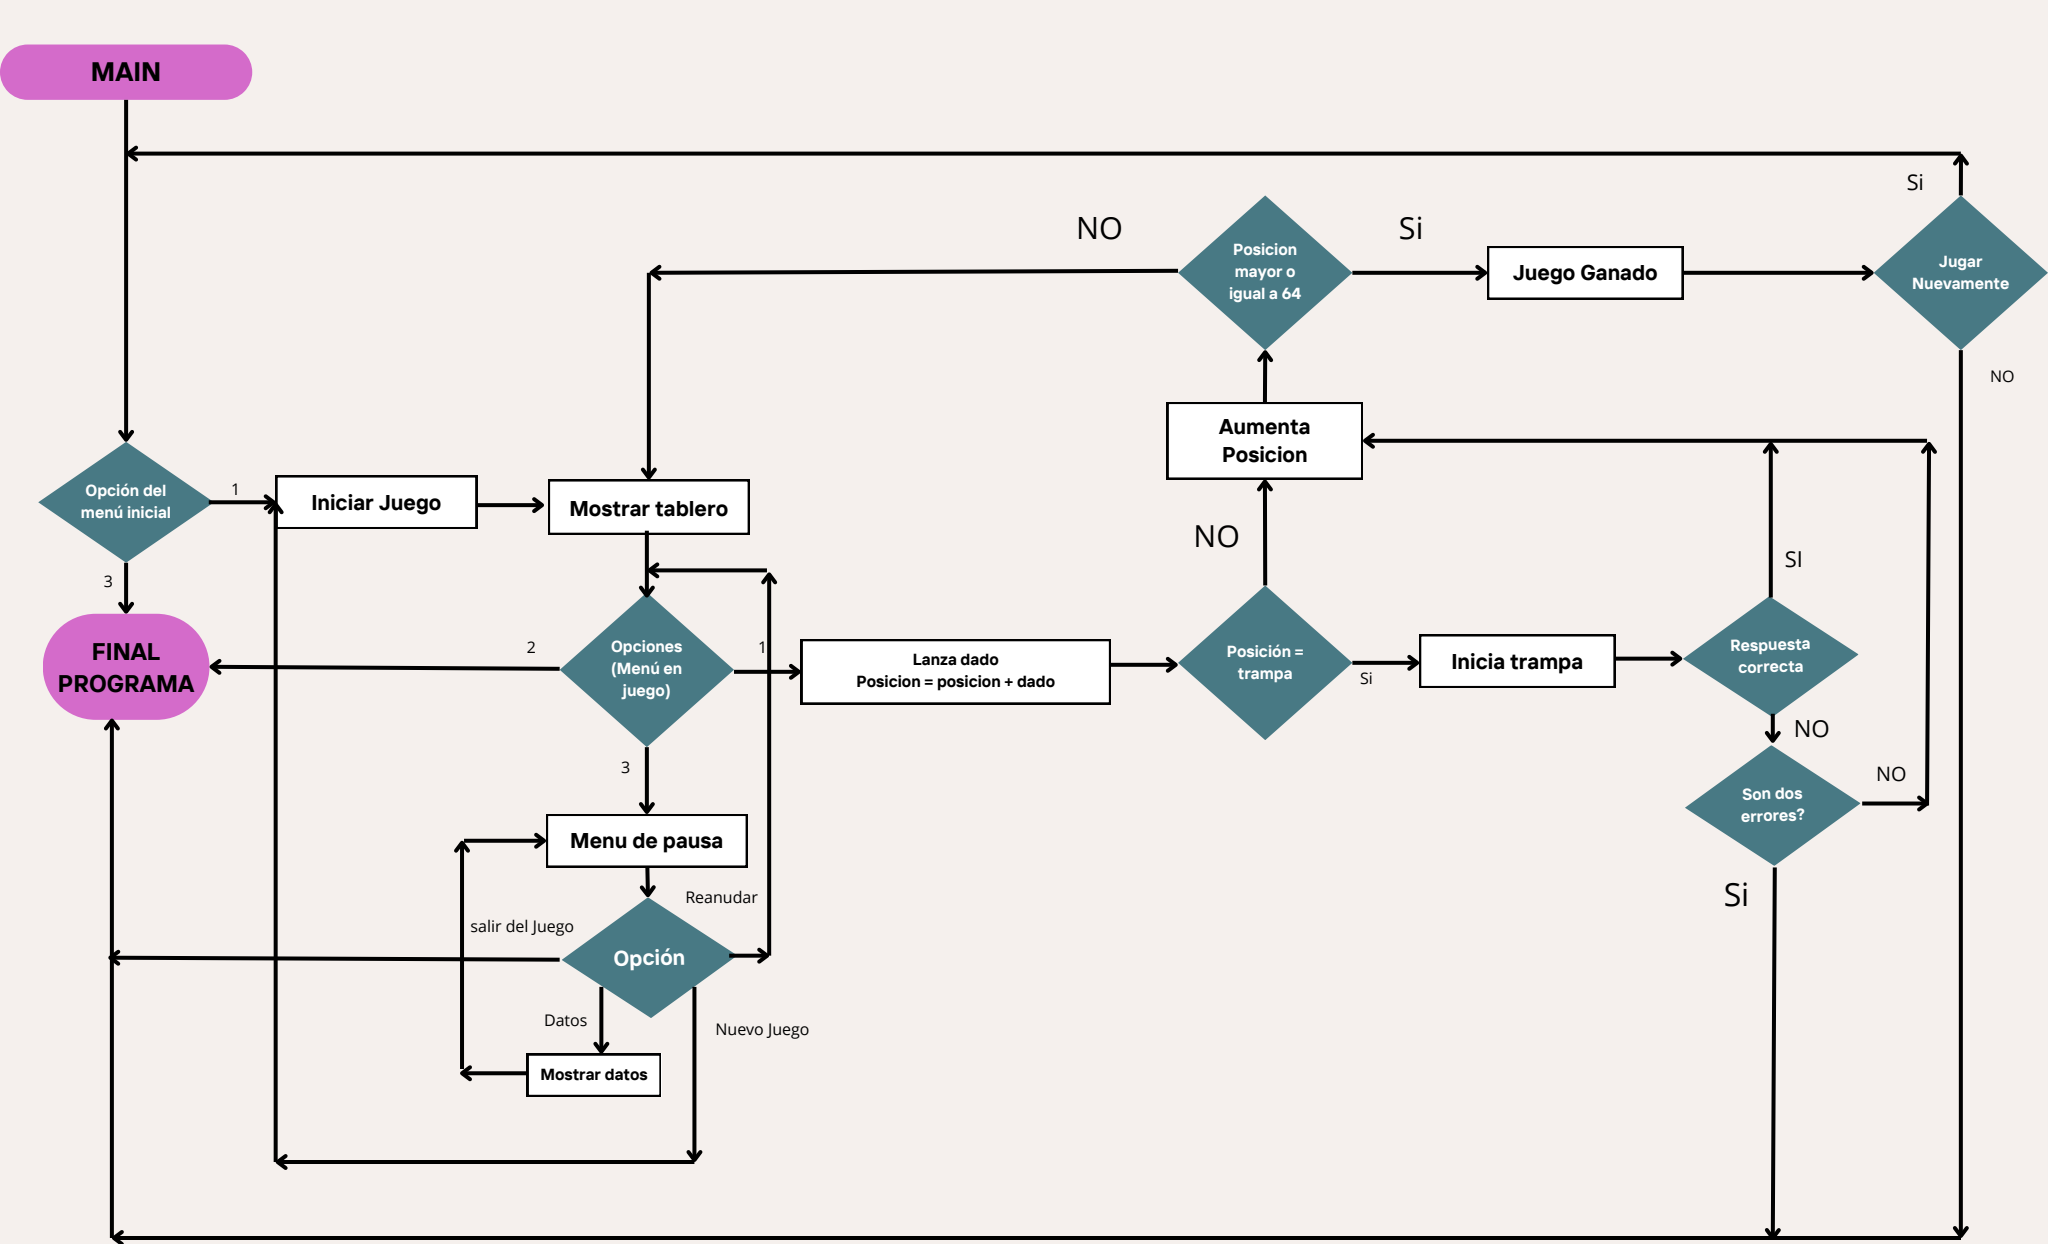 MAIN
Si
NO
Si
Posicion
mayor o
igual a 64
Juego Ganado
Jugar
Nuevamente
NO
Aumenta
Posicion
Opción del
menú inicial
1
Iniciar Juego
Mostrar tablero
NO
SI
3
FINAL
PROGRAMA
2
Opciones
(Menú en
juego)
1
Lanza dado
Posicion = posicion + dado
Posición =
trampa
Si
Inicia trampa
Respuesta
correcta
NO
3
NO
Son dos
errores?
Menu de pausa
Reanudar
Si
salir del Juego
Opción
Datos
Nuevo Juego
Mostrar datos